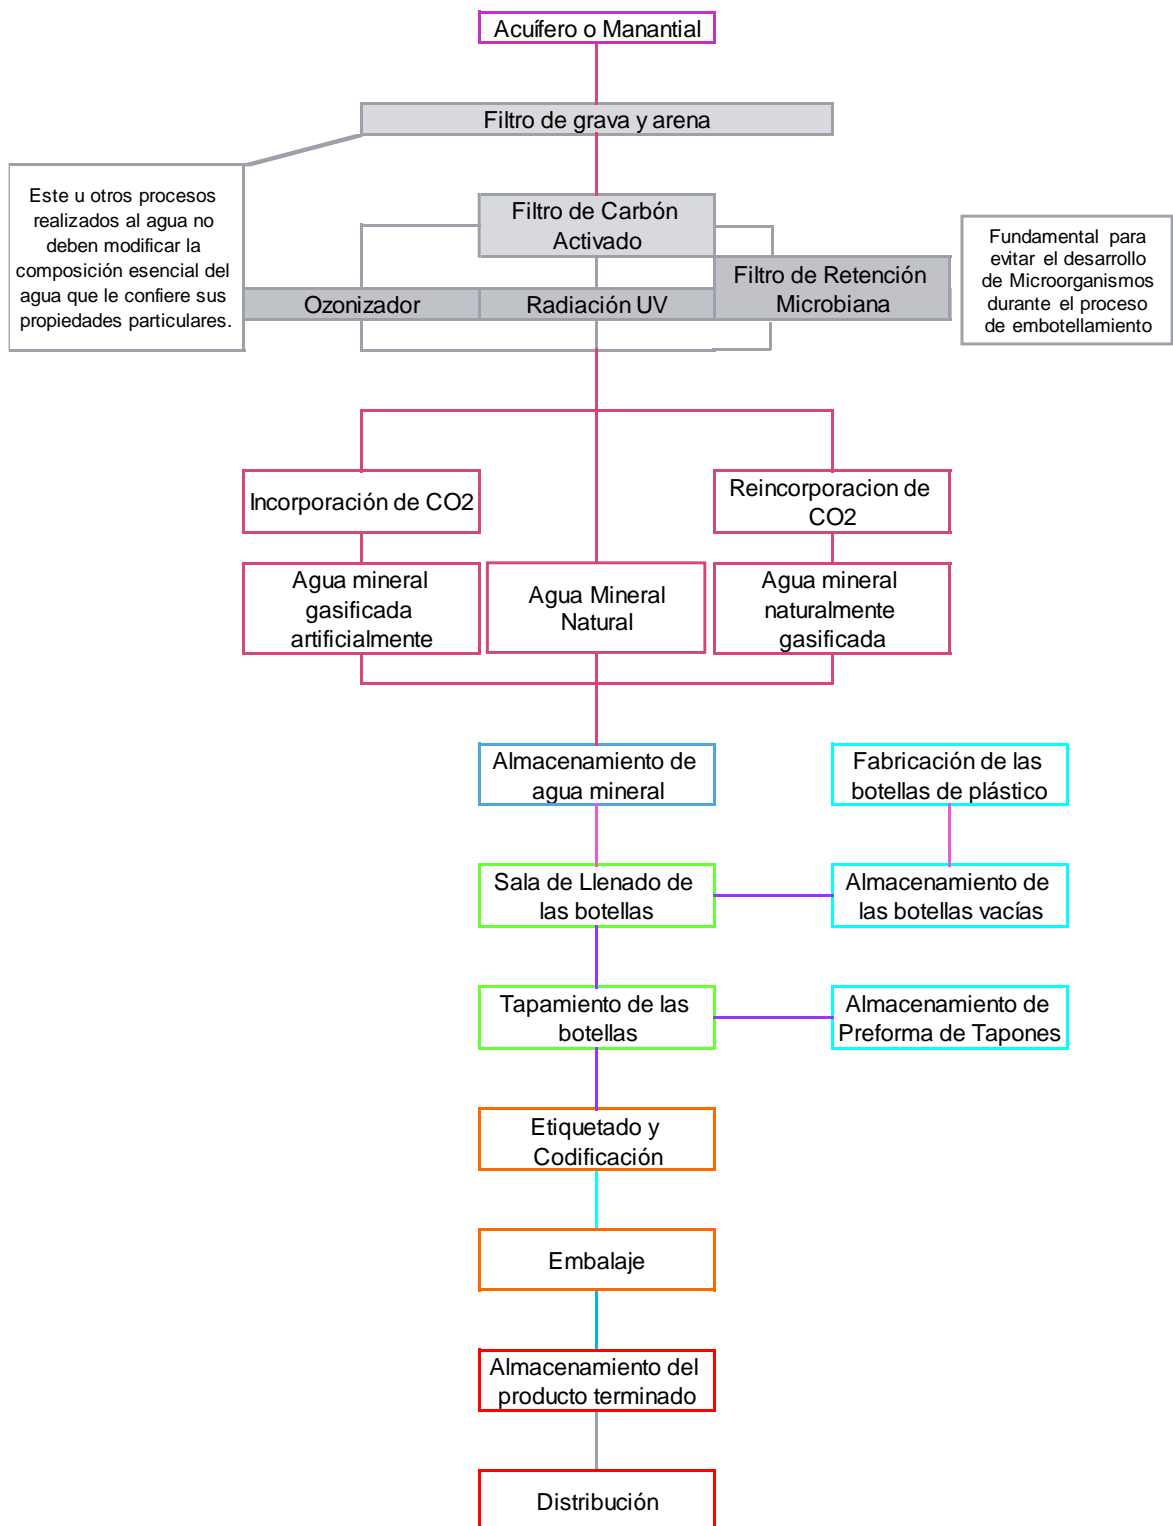 Acuífero o Manantial
Filtro de grava y arena
Este u otros procesos
realizados al agua no
deben modificar la
composición esencial del
agua que le confiere sus
propiedades particulares.
Filtro de Carbón
Activado
Fundamental para
evitar el desarrollo
de Microorganismos
durante el proceso
de embotellamiento
Ozonizador
Radiación UV
Filtro de Retención
Microbiana
Incorporación de CO2
Reincorporacion de
CO2
Agua mineral
gasificada
artificialmente
Agua Mineral
Natural
Agua mineral
naturalmente
gasificada
Almacenamiento de
agua mineral
Fabricación de las
botellas de plástico
Sala de Llenado de
las botellas
Almacenamiento de
las botellas vacías
Tapamiento de las
botellas
Almacenamiento de
Preforma de Tapones
Etiquetado y
Codificación
Embalaje
Almacenamiento del
producto terminado
Distribución